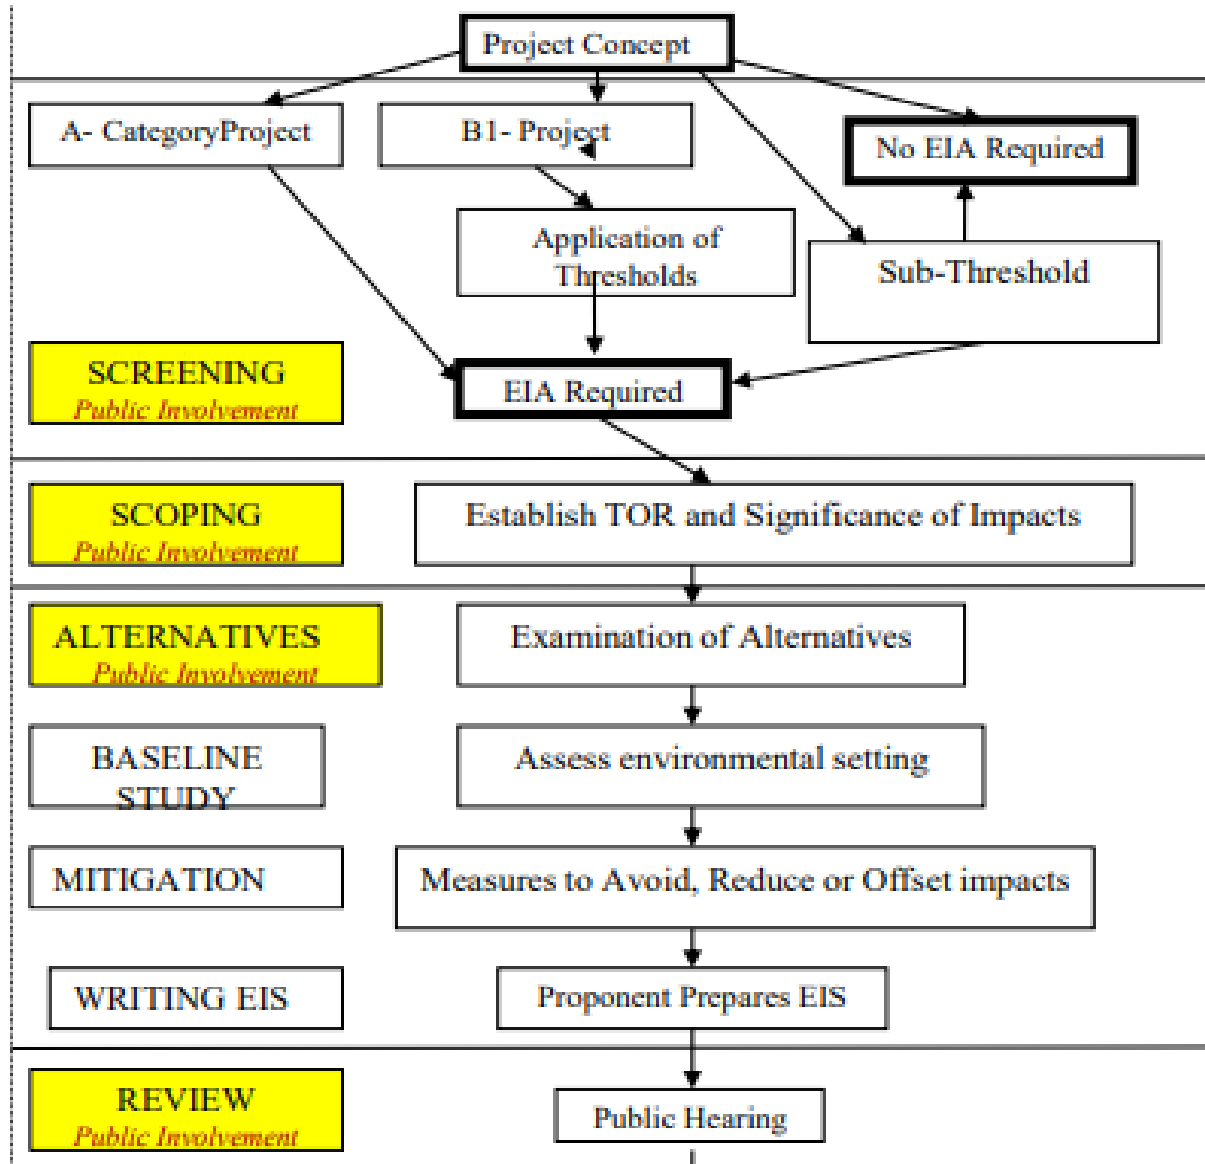 Project Concept
A- CategoryProject
B1- Project
No EIA Required
Application of
Thresholds
Sub-Threshold
SCREENING
Public Involvement
EIA Required
SCOPING
Public Involvement
Establish TOR and Significance of Impacts
ALTERNATIVES
Public Involvement
Examination of Alternatives
BASELINE
STUDY
Assess environmental setting
MITIGATION
Measures to Avoid, Reduce or Offset impacts
WRITING EIS
Proponent Prepares EIS
REVIEW
Public Involvement
Public Hearing